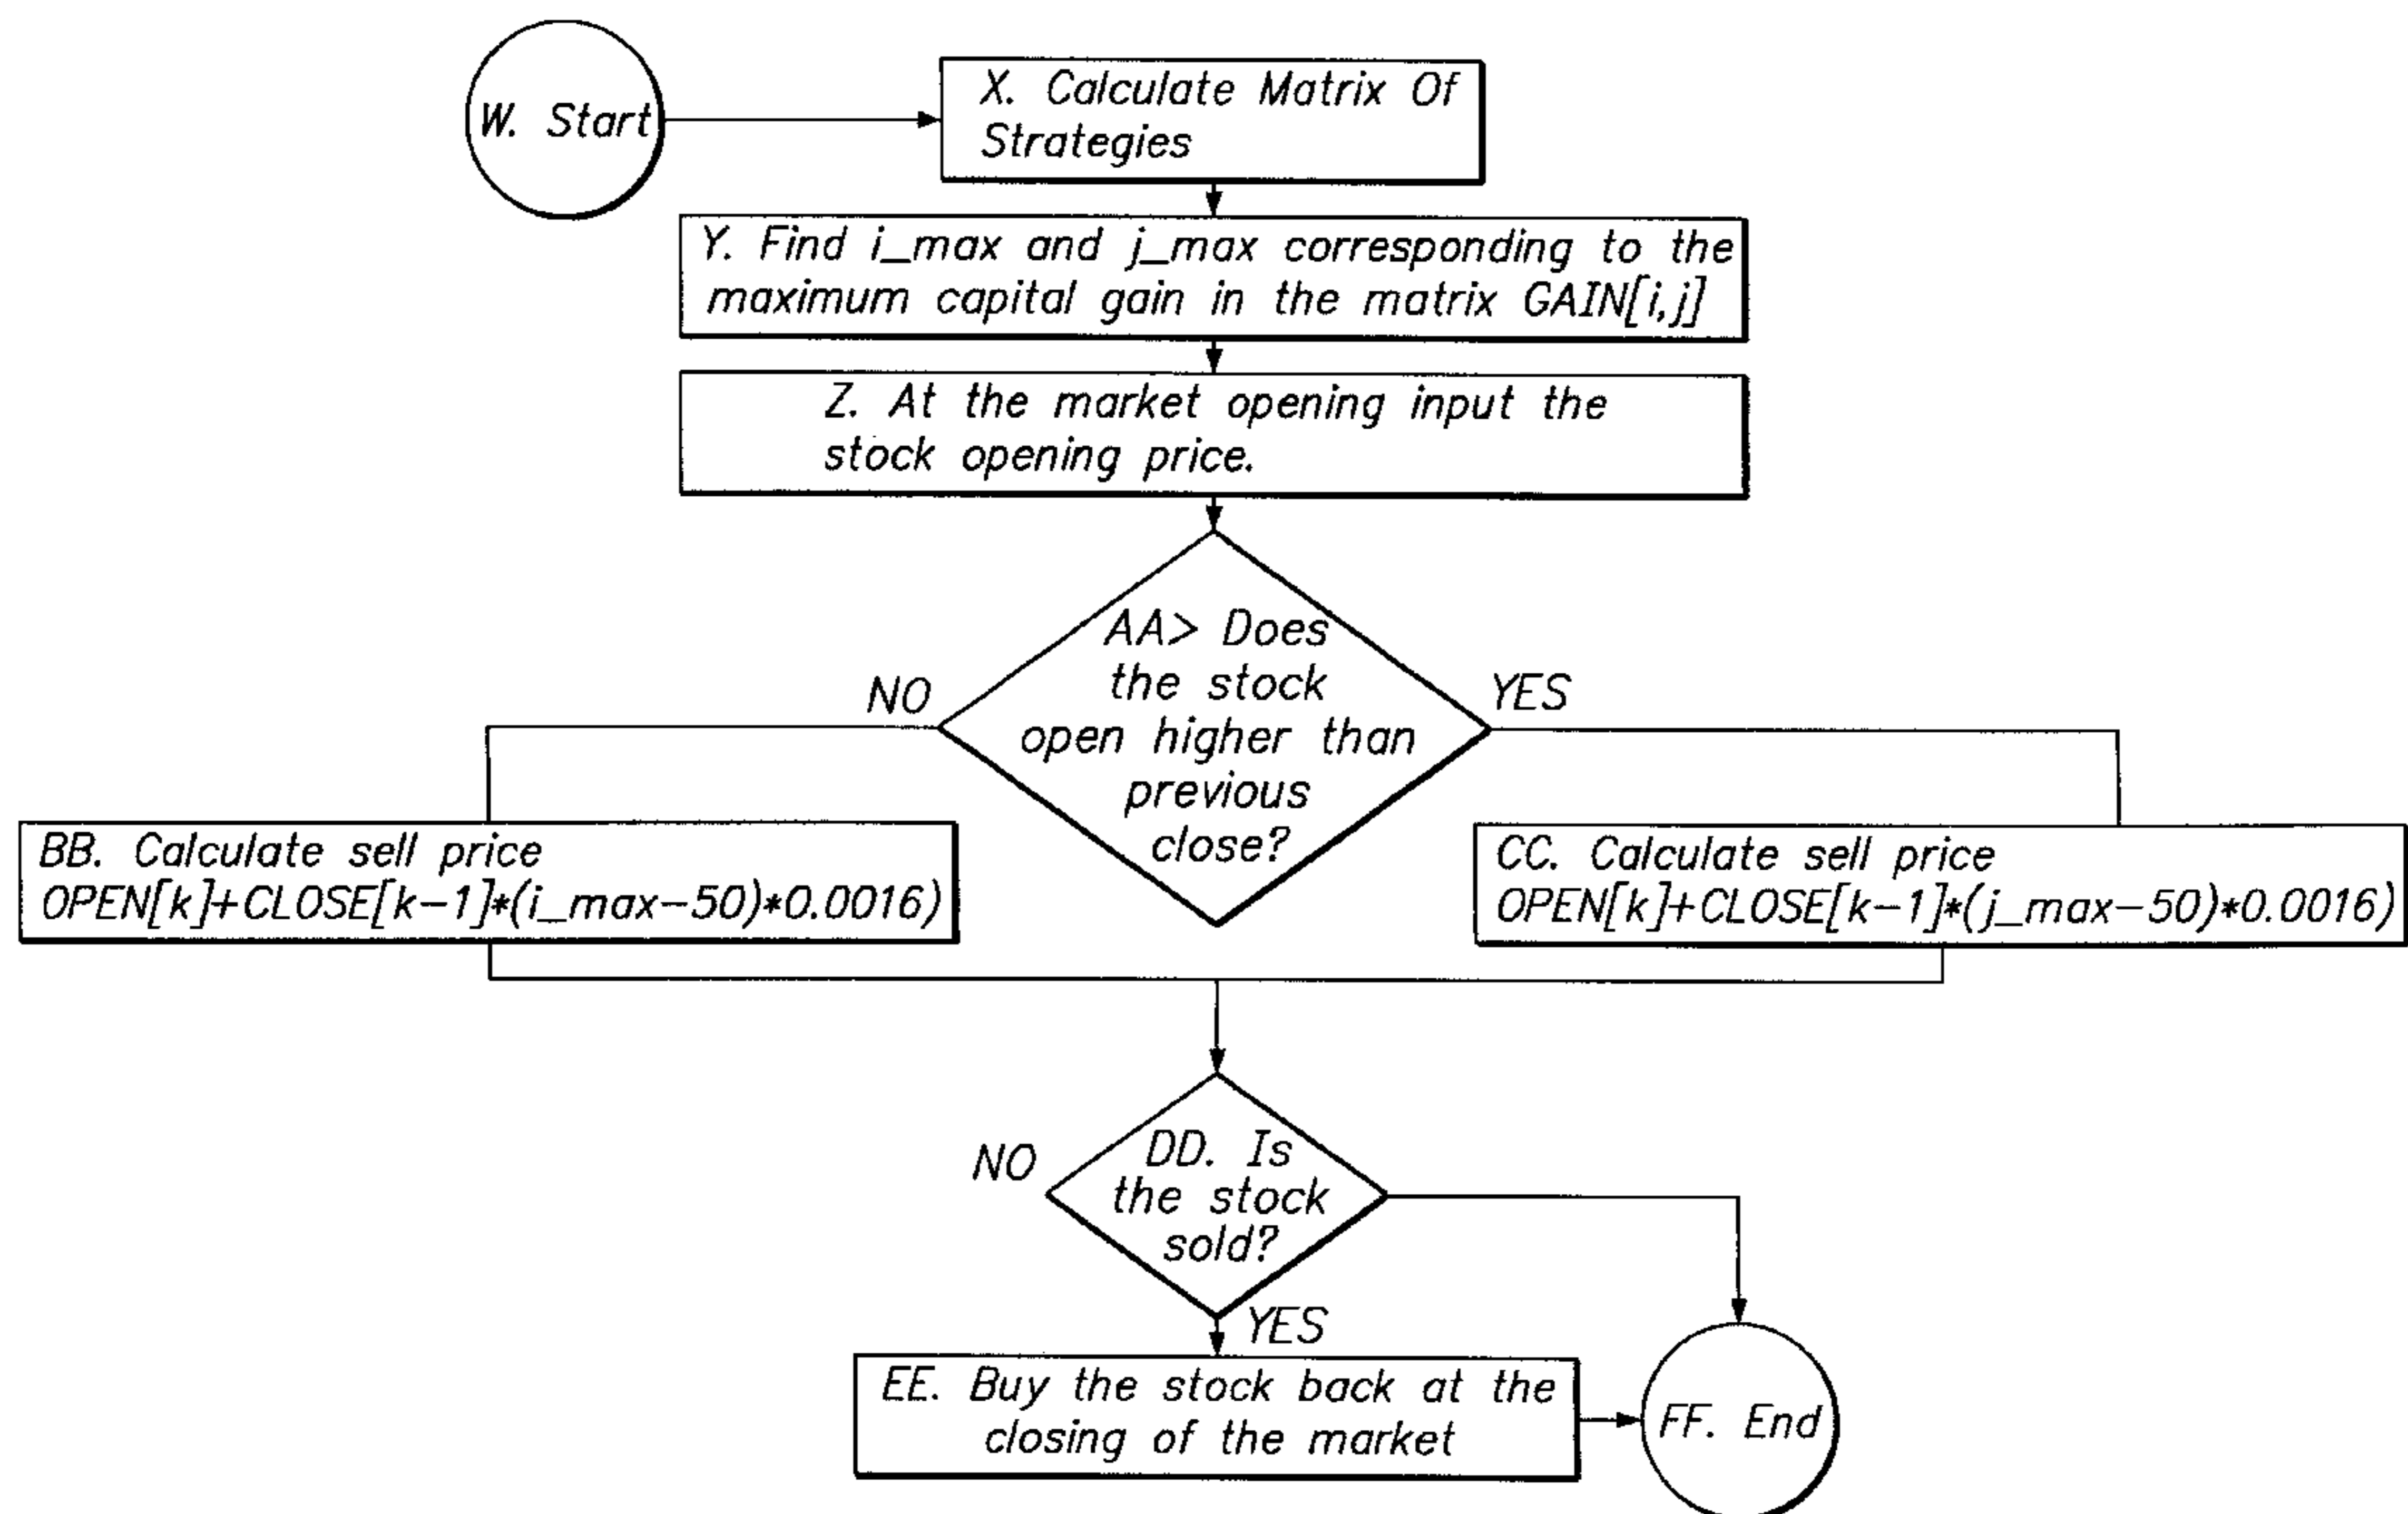 W. Start
X. Calculate Matrix Of
Strategies
Y. Find i_max and j_max corresponding to the
maximum capital gain in the matrix GAIN[i,j]
Z. At the market opening input the
stock opening price.
AA> Does
the stock
open higher than
previous
close?
NO
YES
BB. Calculate sell price
OPEN[k]+CLOSE[k-1]*(i_max-50)*0.0016)
CC. Calculate sell price
OPEN[k]+CLOSE[k-1]*(j_max-50)*0.0016)
DD. Is
the stock
sold?
NO
YES
EE. Buy the stock back at the
closing of the market
FF. End